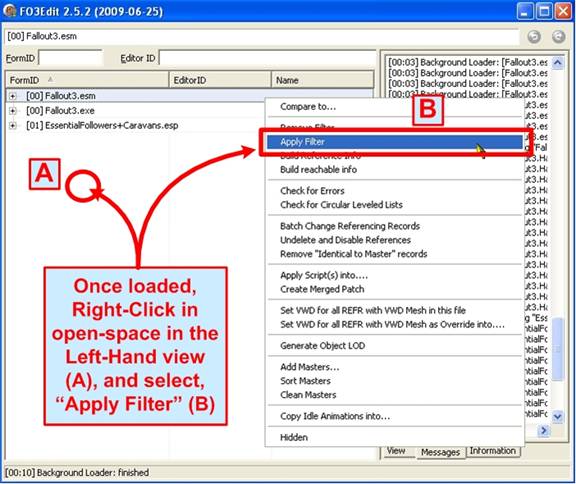 FO3Edit 2.5.2 (2009-06-25)
[00] Fallout3.esm
FormID
Editor ID
FormID EditorID Name
[00] Fallout3.esm
[00] Fallout3.exe
[01] EssentialFollowers+Caravans.esp
[00:03] Background Loader: [Fallout3.es
[00:03] Background Loader: [Fallout3.es
[00:03] Background Loader: [Fallout3.es
Compare to...
Remove Filter
Apply Filter
Build Reference Info
Build reachable info
Check for Errors
Check for Circular Leveled Lists
Batch Change Referencing Records
Undelete and Disable References
Remove "Identical to Master" records
Apply Script(s) into....
Create Merged Patch
Set VWD for all REFR with VWD Mesh in this file
Set VWD for all REFR with VWD Mesh as Override into....
Generate Object LOD
Add Masters...
Sort Masters
Clean Masters
Copy Idle Animations into...
Hidden
A
B
Once loaded,
Right-Click in
open-space in the
Left-Hand view
(A), and select,
“Apply Filter” (B)
View Messages Information
[00:10] Background Loader: finished